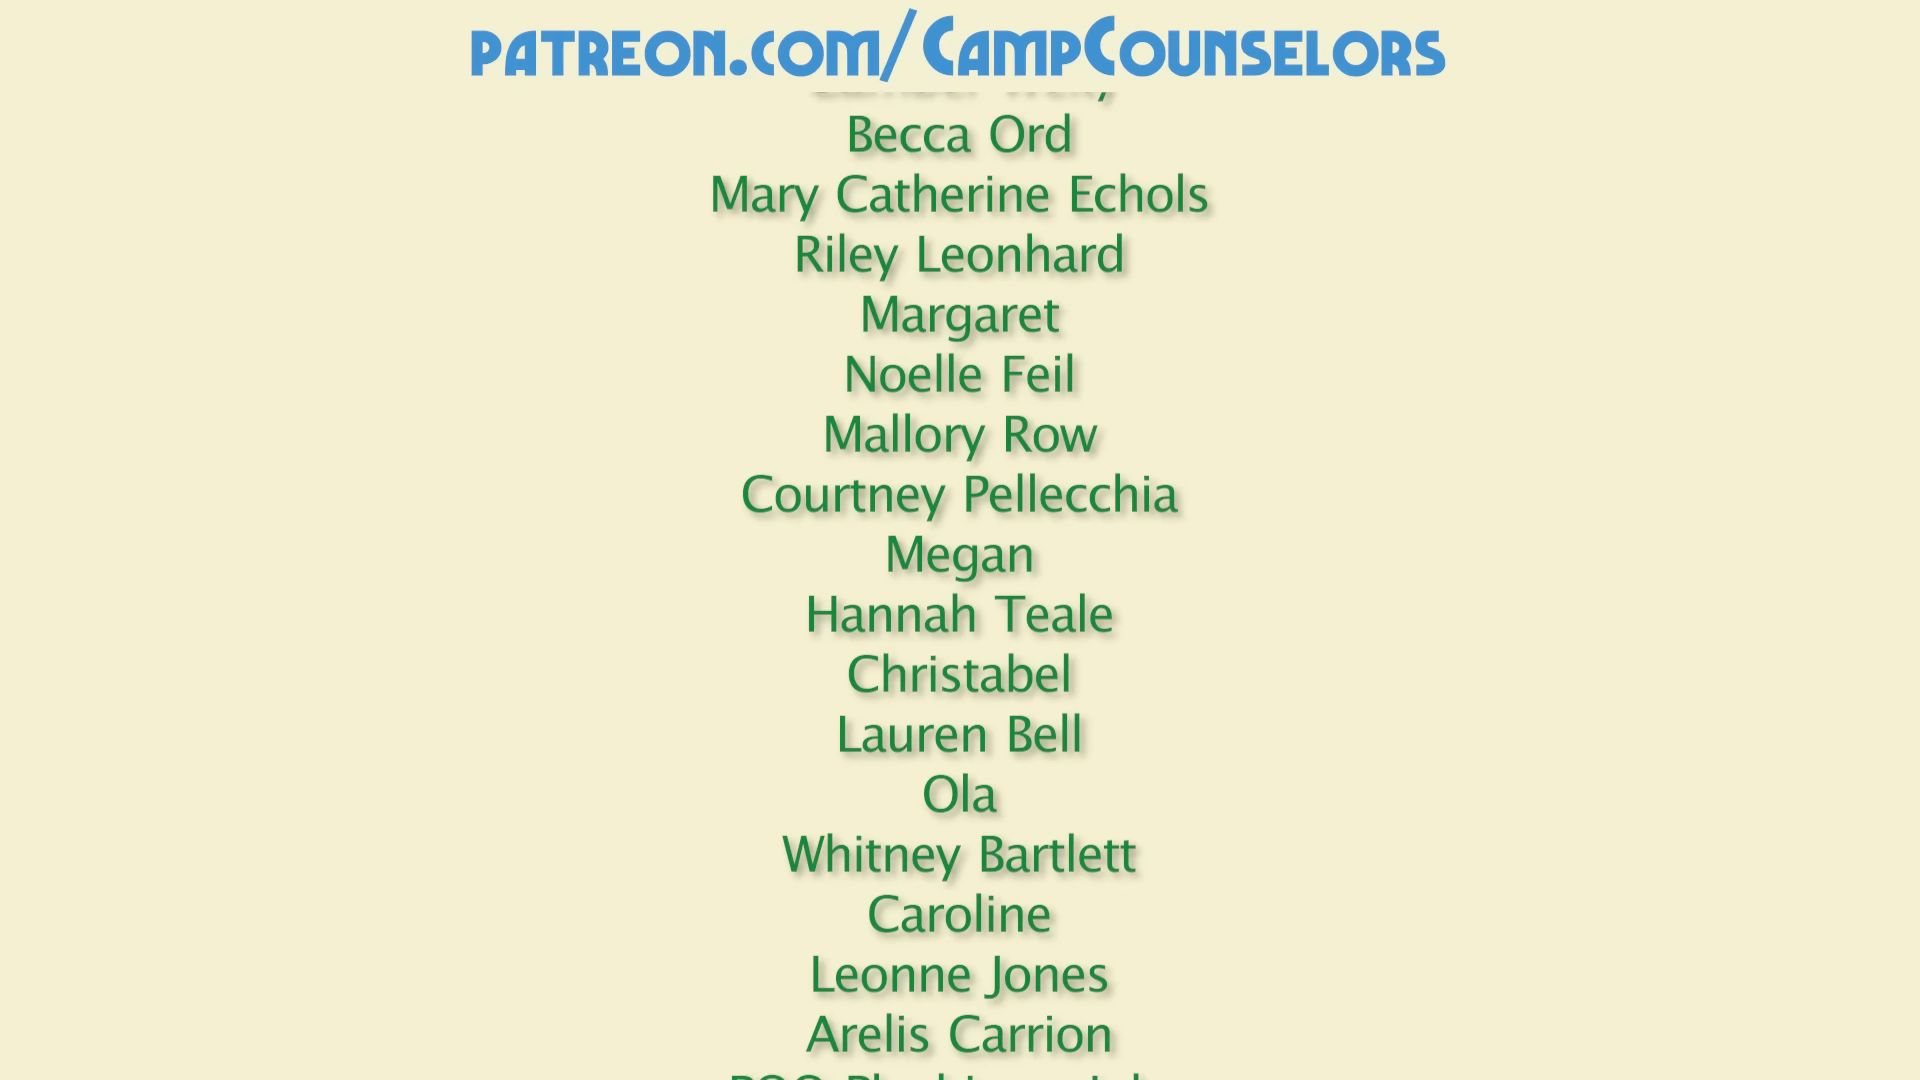 PATREON.COM/CAMPCOUNSELORS
Becca Ord
Mary Catherine Echols
Riley Leonhard
Margaret
Noelle Feil
Mallory Row
Courtney Pellecchia
Megan
Hannah Teale
Christabel
Lauren Bell
Ola
Whitney Bartlett
Caroline
Leonne Jones
Arelis Carrion